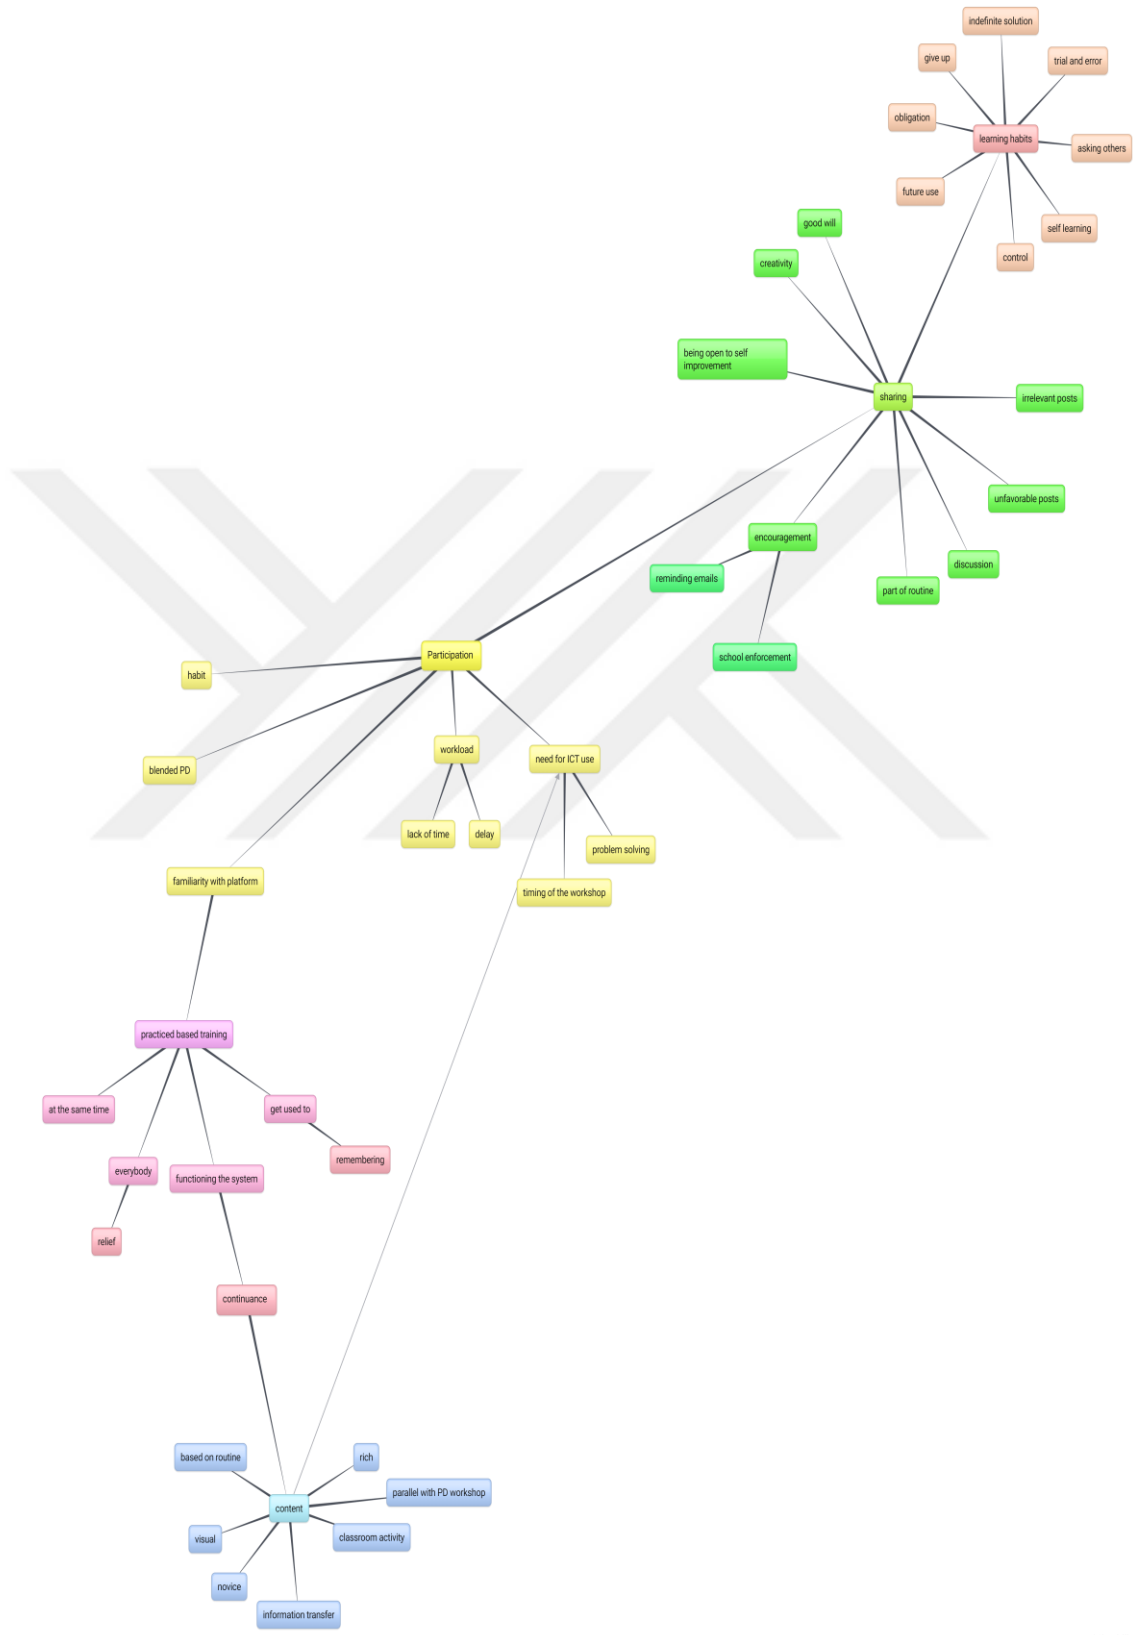 indefinite solution
give up
trial and error
obligation
learning habits
asking others
future use
self learning
control
good will
creativity
being open to self
improvement
sharing
irrelevant posts
unfavorable posts
encouragement
discussion
reminding emails
part of routine
school enforcement
Participation
habit
workload
need for ICT use
blended PD
lack of time
delay
problem solving
familiarity with platform
timing of the workshop
practiced based training
at the same time
get used to
remembering
everybody
functioning the system
relief
continuance
based on routine
rich
parallel with PD workshop
content
visual
classroom activity
novice
information transfer